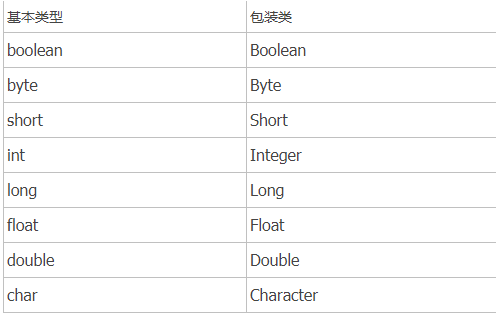 基本类型 包装类
boolean Boolean
byte Byte
short Short
int Integer
long Long
float Float
double Double
char Character